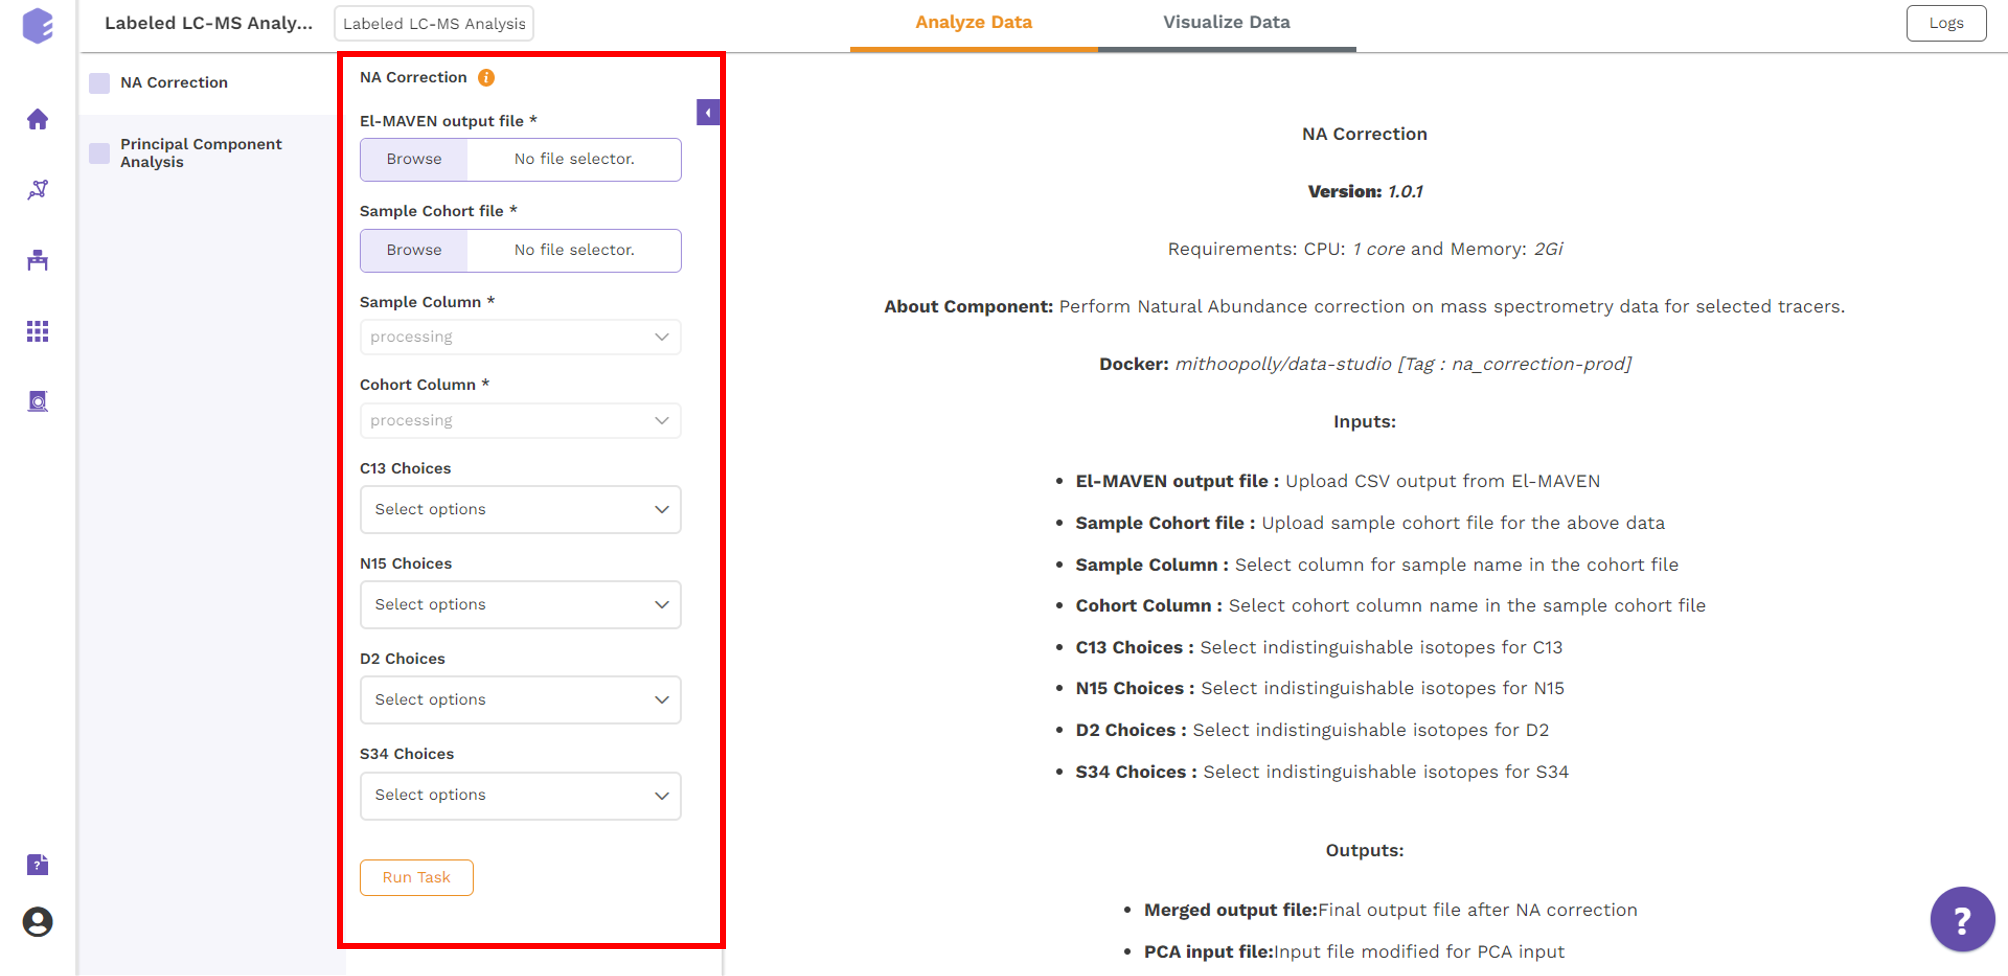 Labeled LC-MS Analy...
Labeled LC-MS Analysis
Analyze Data
Visualize Data
Logs
NA Correction
Principal Component
Analysis
NA Correction
i
El-MAVEN output file *
Browse
No file selector.
Sample Cohort file *
Browse
No file selector.
Sample Column *
processing
Cohort Column *
processing
C13 Choices
Select options
N15 Choices
Select options
D2 Choices
Select options
S34 Choices
Select options
Run Task
NA Correction
Version: 1.0.1
Requirements: CPU: 1 core and Memory: 2Gi
About Component: Perform Natural Abundance correction on mass spectrometry data for selected tracers.
Docker: mithoopolly/data-studio [Tag : na_correction-prod]
Inputs:
• El-MAVEN output file : Upload CSV output from El-MAVEN
• Sample Cohort file : Upload sample cohort file for the above data
• Sample Column : Select column for sample name in the cohort file
• Cohort Column : Select cohort column name in the sample cohort file
• C13 Choices : Select indistinguishable isotopes for C13
• N15 Choices : Select indistinguishable isotopes for N15
• D2 Choices : Select indistinguishable isotopes for D2
• S34 Choices : Select indistinguishable isotopes for S34
Outputs:
• Merged output file:Final output file after NA correction
• PCA input file:Input file modified for PCA input
?
?